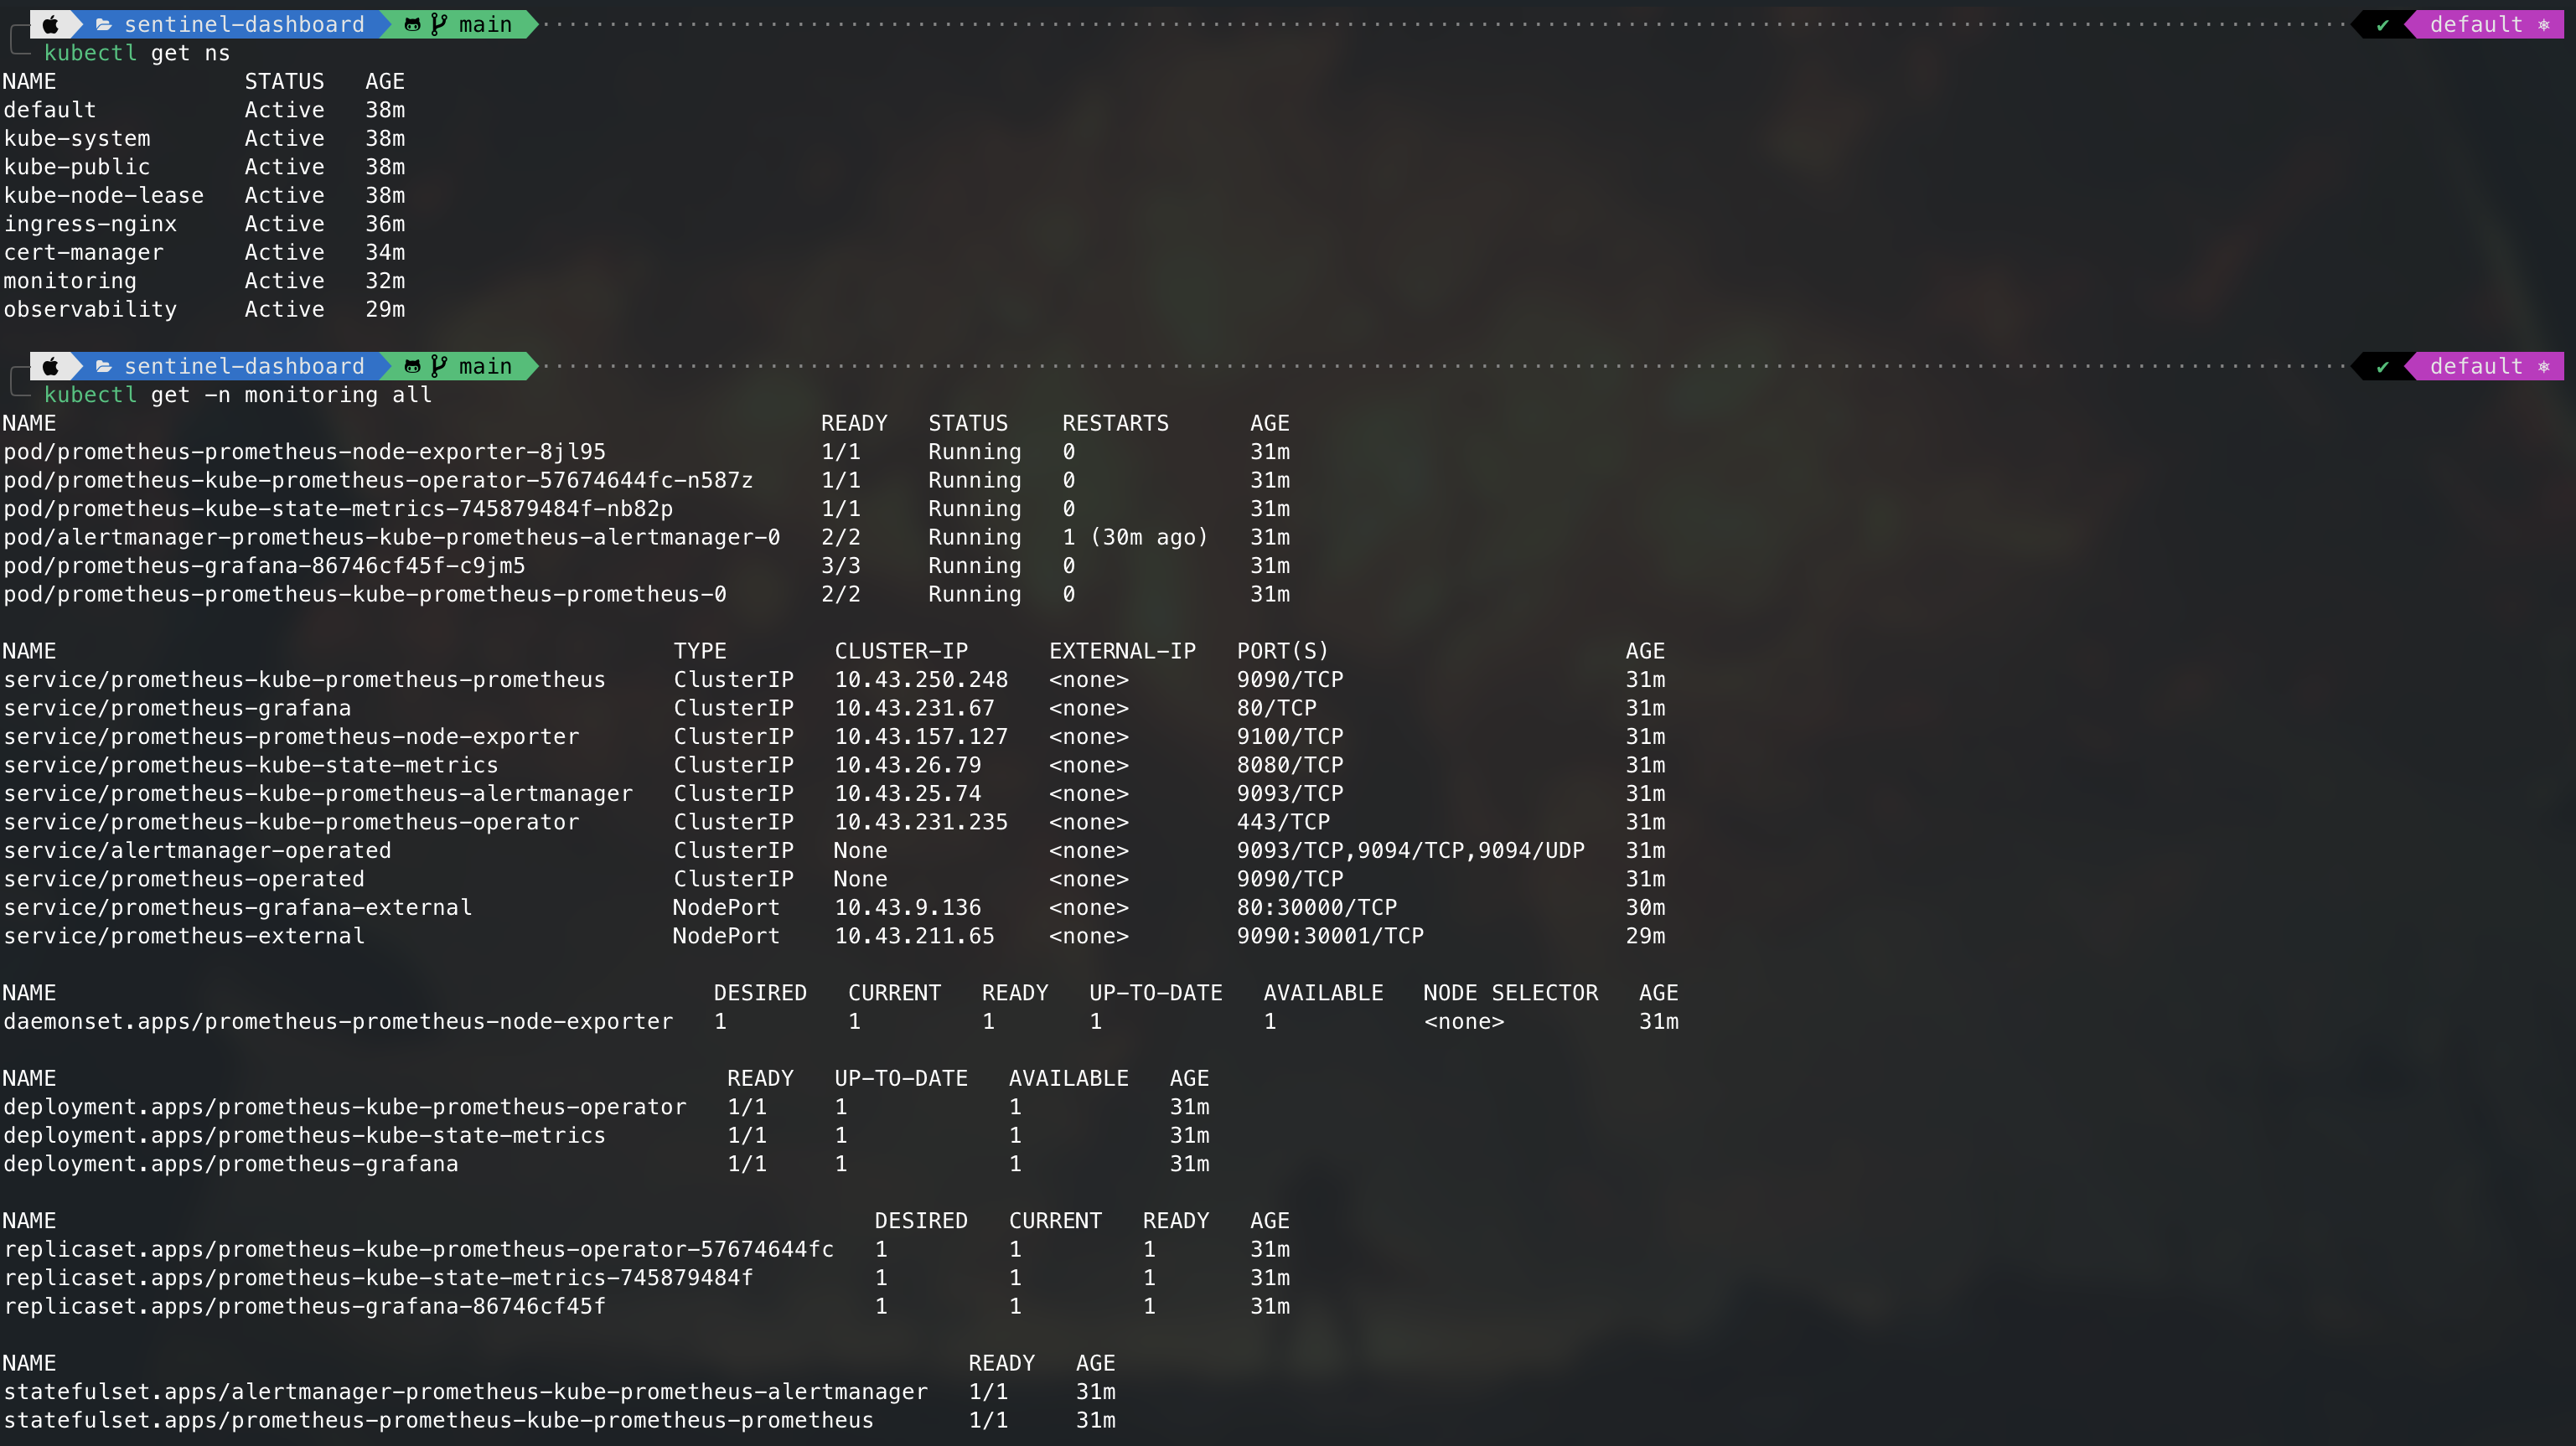 sentinel-dashboard main ✔ default ⎈
kubectl get ns
NAME STATUS AGE
default Active 38m
kube-system Active 38m
kube-public Active 38m
kube-node-lease Active 38m
ingress-nginx Active 36m
cert-manager Active 34m
monitoring Active 32m
observability Active 29m
sentinel-dashboard main ✔ default ⎈
kubectl get -n monitoring all
NAME READY STATUS RESTARTS AGE
pod/prometheus-prometheus-node-exporter-8jl95 1/1 Running 0 31m
pod/prometheus-kube-prometheus-operator-57674644fc-n587z 1/1 Running 0 31m
pod/prometheus-kube-state-metrics-745879484f-nb82p 1/1 Running 0 31m
pod/alertmanager-prometheus-kube-prometheus-alertmanager-0 2/2 Running 1 (30m ago) 31m
pod/prometheus-grafana-86746cf45f-c9jm5 3/3 Running 0 31m
pod/prometheus-prometheus-kube-prometheus-prometheus-0 2/2 Running 0 31m
NAME TYPE CLUSTER-IP EXTERNAL-IP PORT(S) AGE
service/prometheus-kube-prometheus-prometheus ClusterIP 10.43.250.248 <none> 9090/TCP 31m
service/prometheus-grafana ClusterIP 10.43.231.67 <none> 80/TCP 31m
service/prometheus-prometheus-node-exporter ClusterIP 10.43.157.127 <none> 9100/TCP 31m
service/prometheus-kube-state-metrics ClusterIP 10.43.26.79 <none> 8080/TCP 31m
service/prometheus-kube-prometheus-alertmanager ClusterIP 10.43.25.74 <none> 9093/TCP 31m
service/prometheus-kube-prometheus-operator ClusterIP 10.43.231.235 <none> 443/TCP 31m
service/alertmanager-operated ClusterIP None <none> 9093/TCP,9094/TCP,9094/UDP 31m
service/prometheus-operated ClusterIP None <none> 9090/TCP 31m
service/prometheus-grafana-external NodePort 10.43.9.136 <none> 80:30000/TCP 30m
service/prometheus-external NodePort 10.43.211.65 <none> 9090:30001/TCP 29m
NAME DESIRED CURRENT READY UP-TO-DATE AVAILABLE NODE SELECTOR AGE
daemonset.apps/prometheus-prometheus-node-exporter 1 1 1 1 1 <none> 31m
NAME READY UP-TO-DATE AVAILABLE AGE
deployment.apps/prometheus-kube-prometheus-operator 1/1 1 1 31m
deployment.apps/prometheus-kube-state-metrics 1/1 1 1 31m
deployment.apps/prometheus-grafana 1/1 1 1 31m
NAME DESIRED CURRENT READY AGE
replicaset.apps/prometheus-kube-prometheus-operator-57674644fc 1 1 1 31m
replicaset.apps/prometheus-kube-state-metrics-745879484f 1 1 1 31m
replicaset.apps/prometheus-grafana-86746cf45f 1 1 1 31m
NAME READY AGE
statefulset.apps/alertmanager-prometheus-kube-prometheus-alertmanager 1/1 31m
statefulset.apps/prometheus-prometheus-kube-prometheus-prometheus 1/1 31m